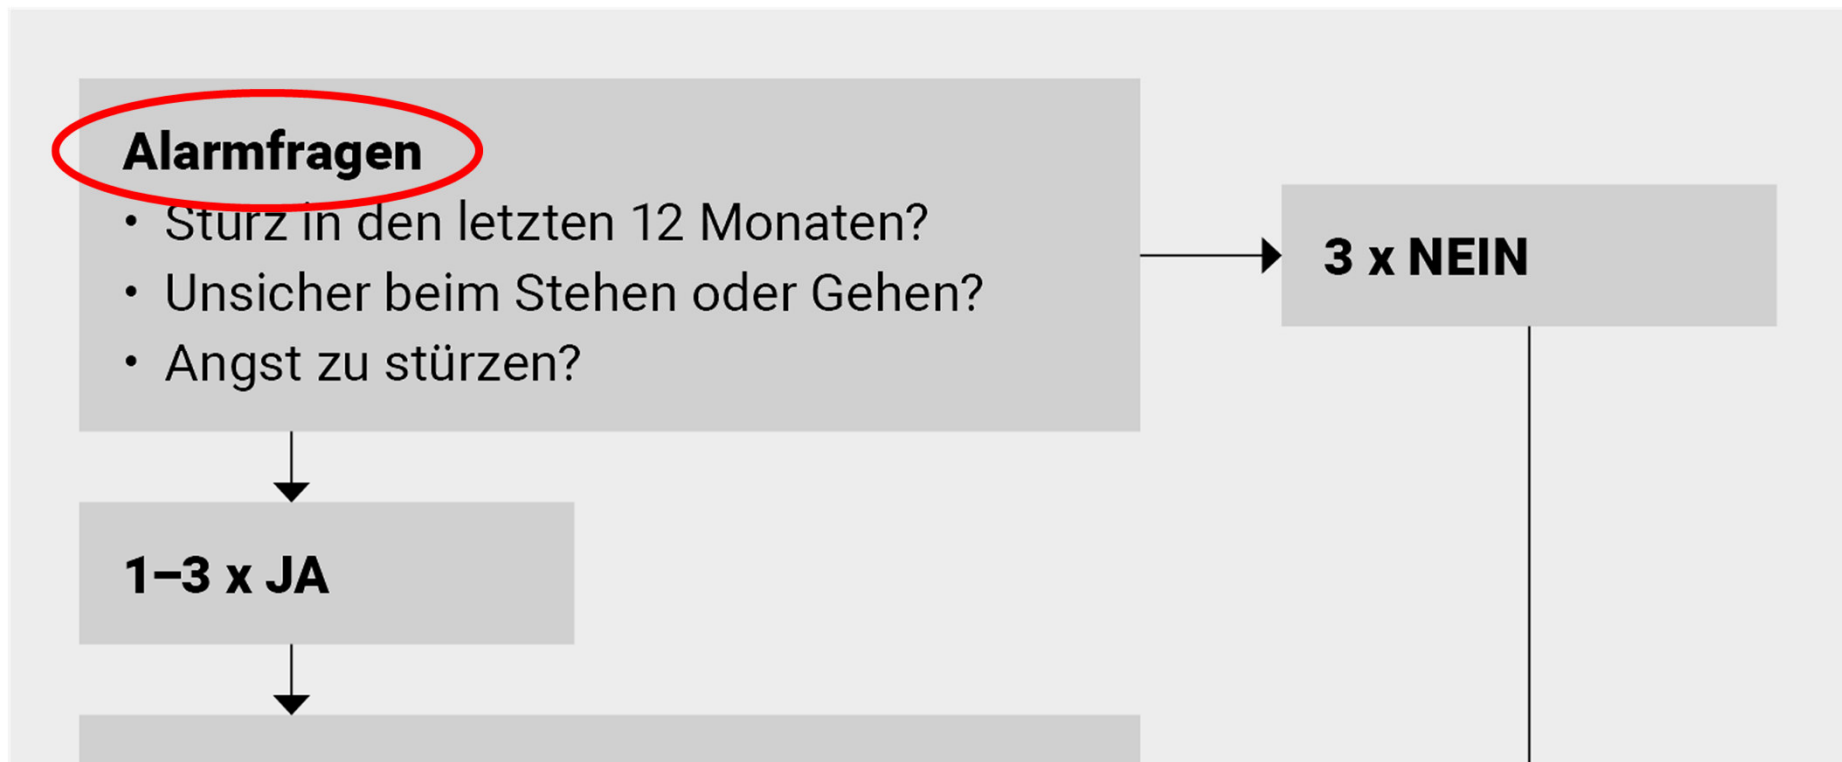 Alarmfragen
• Sturz in den letzten 12 Monaten?
• Unsicher beim Stehen oder Gehen?
• Angst zu stürzen?
3 x NEIN
1–3 x JA